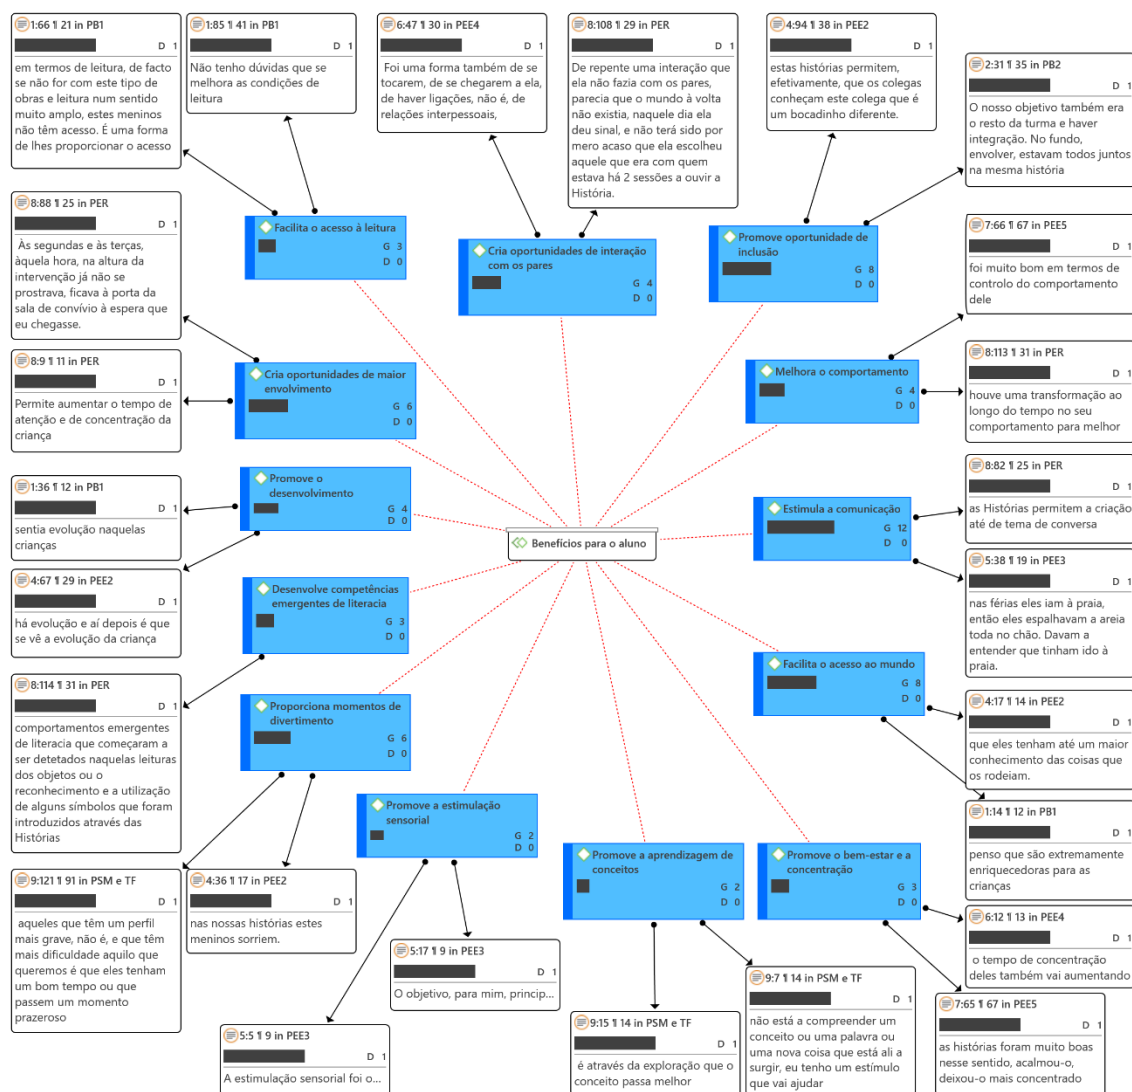 1:66 ¶ 21 in PB1
D 1
em termos de leitura, de facto
se não for com este tipo de
obras e leitura num sentido
muito amplo, estes meninos
não têm acesso. É uma forma
de lhes proporcionar o acesso
1:85 ¶ 41 in PB1
D 1
Não tenho dúvidas que se
melhora as condições de
leitura
6:47 ¶ 30 in PEE4
D 1
Foi uma forma também de se
tocarem, de se chegarem a ela,
de haver ligações, não é, de
relações interpessoais,
8:108 ¶ 29 in PER
D 1
De repente uma interação que
ela não fazia com os pares,
parecia que o mundo à volta
não existia, naquele dia ela
deu sinal, e não terá sido por
mero acaso que ela escolheu
aquele que era com quem
estava há 2 sessões a ouvir a
História.
4:94 ¶ 38 in PEE2
D 1
estas histórias permitem,
efetivamente, que os colegas
conheçam este colega que é
um bocadinho diferente.
2:31 ¶ 35 in PB2
D 1
O nosso objetivo também era
o resto da turma e haver
integração. No fundo,
envolver, estavam todos juntos
na mesma história
8:88 ¶ 25 in PER
D 1
Às segundas e às terças,
àquela hora, na altura da
intervenção já não se
prostrava, ficava à porta da
sala de convívio à espera que
eu chegasse.
Facilita o acesso à leitura
G 3
D 0
Cria oportunidades de interação
com os pares
G 4
D 0
Promove oportunidade de
inclusão
G 8
D 0
7:66 ¶ 67 in PEE5
D 1
foi muito bom em termos de
controlo do comportamento
dele
8:9 ¶ 11 in PER
D 1
Permite aumentar o tempo de
atenção e de concentração da
criança
Cria oportunidades de maior
envolvimento
G 6
D 0
Melhora o comportamento
G 4
D 0
8:113 ¶ 31 in PER
D 1
houve uma transformação ao
longo do tempo no seu
comportamento para melhor
1:36 ¶ 12 in PB1
D 1
sentia evolução naquelas
crianças
Promove o
desenvolvimento
G 4
D 0
Benefícios para o aluno
Estimula a comunicação
G 12
D 0
8:82 ¶ 25 in PER
D 1
as Histórias permitem a criação
até de tema de conversa
5:38 ¶ 19 in PEE3
D 1
nas férias eles iam à praia,
então eles espalhavam a areia
toda no chão. Davam a
entender que tinham ido à
praia.
4:67 ¶ 29 in PEE2
D 1
há evolução e aí depois é que
se vê a evolução da criança
Desenvolve competências
emergentes de literacia
G 3
D 0
Facilita o acesso ao mundo
G 8
D 0
4:17 ¶ 14 in PEE2
D 1
que eles tenham até um maior
conhecimento das coisas que
os rodeiam.
8:114 ¶ 31 in PER
D 1
comportamentos emergentes
de literacia que começaram a
ser detetados naquelas leituras
dos objetos ou o
reconhecimento e a utilização
de alguns símbolos que foram
introduzidos através das
Histórias
Proporciona momentos de
divertimento
G 6
D 0
Promove a estimulação
sensorial
G 2
D 0
Promove a aprendizagem de
conceitos
G 2
D 0
Promove o bem-estar e a
concentração
G 3
D 0
1:14 ¶ 12 in PB1
D 1
penso que são extremamente
enriquecedoras para as
crianças
9:121 ¶ 91 in PSM e TF
D 1
aqueles que têm um perfil
mais grave, não é, e que têm
mais dificuldade aquilo que
queremos é que eles tenham
um bom tempo ou que
passem um momento
prazeroso
4:36 ¶ 17 in PEE2
D 1
nas nossas histórias estes
meninos sorriem.
5:17 ¶ 9 in PEE3
D 1
O objetivo, para mim, princip...
6:12 ¶ 13 in PEE4
D 1
o tempo de concentração
deles também vai aumentando
5:5 ¶ 9 in PEE3
D 1
A estimulação sensorial foi o...
9:15 ¶ 14 in PSM e TF
D 1
é através da exploração que o
conceito passa melhor
9:7 ¶ 14 in PSM e TF
D 1
não está a compreender um
conceito ou uma palavra ou
uma nova coisa que está ali a
surgir, eu tenho um estímulo
que vai ajudar
7:65 ¶ 67 in PEE5
D 1
as histórias foram muito boas
nesse sentido, acalmou-o,
deixou-o mais concentrado